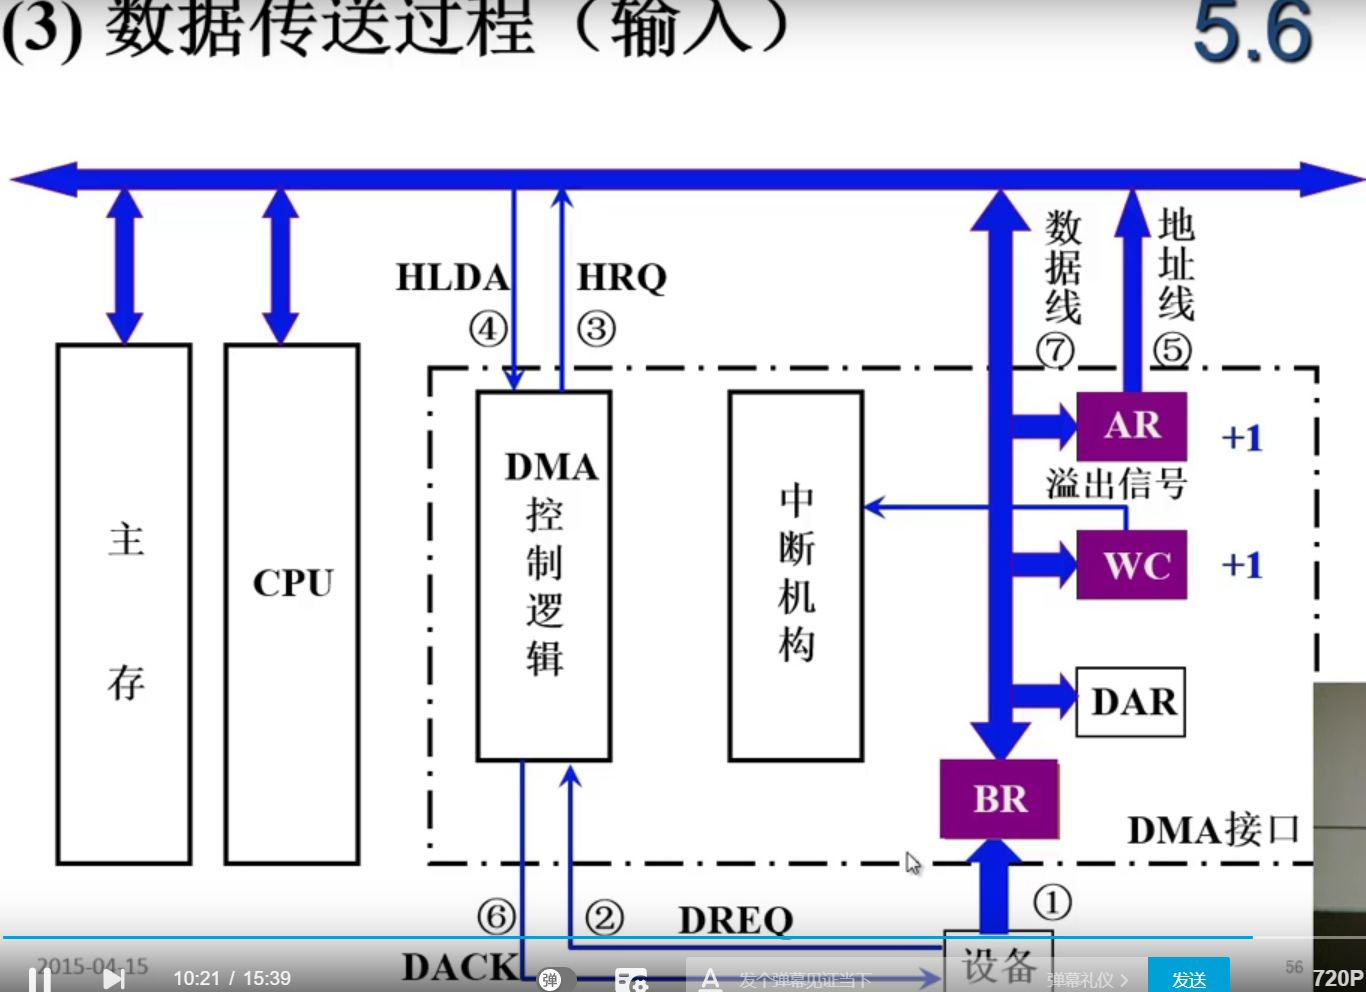 (3) 数据传送过程（输入）
5.6
数据线
地址线
HLDA
HRQ
④
③
⑦
⑤
AR
+1
DMA控制逻辑
溢出信号
中断机构
主存
CPU
WC
+1
DAR
BR
DMA接口
⑥
②
DREQ
①
DACK
设备
2015-04-15
10:21 / 15:39
弹
A
发个弹幕见证当下
弹幕礼仪 >
发送
56
720P